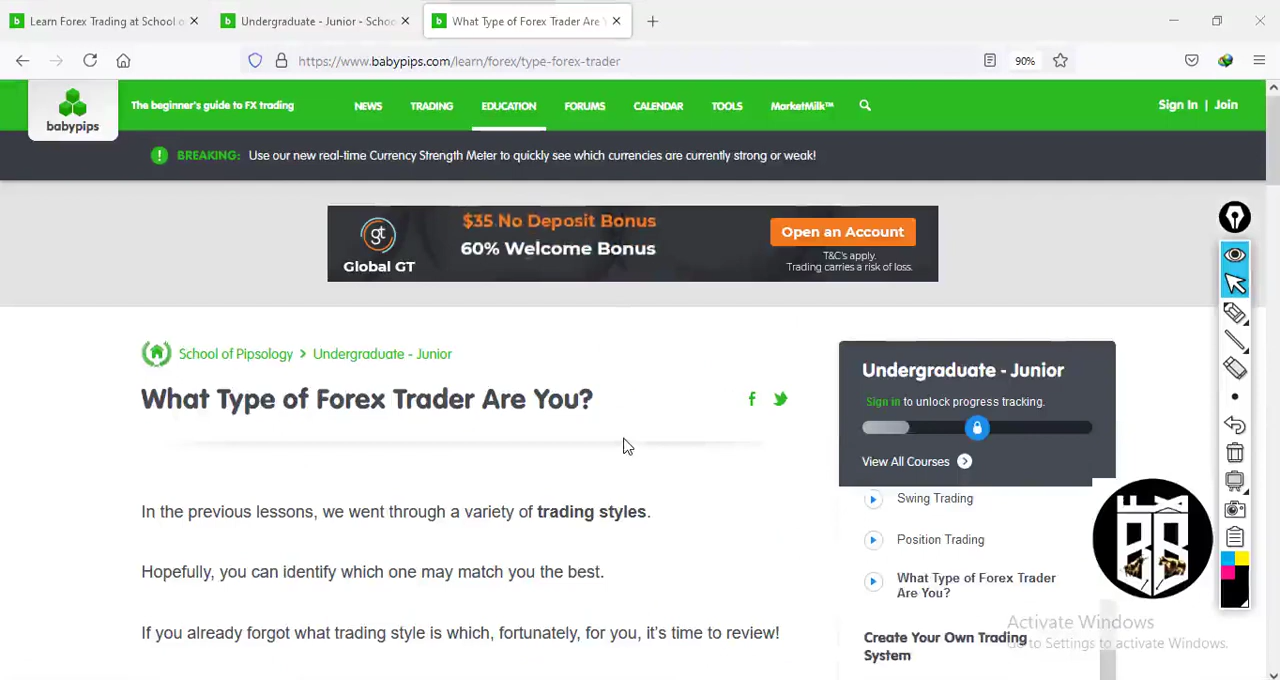 Learn Forex Trading at School o
Undergraduate - Junior - Schoo
What Type of Forex Trader Are Y
https://www.babypips.com/learn/forex/type-forex-trader
90%
babypips
The beginner's guide to FX trading
NEWS
TRADING
EDUCATION
FORUMS
CALENDAR
TOOLS
MarketMilk™
Sign In | Join
BREAKING: Use our new real-time Currency Strength Meter to quickly see which currencies are currently strong or weak!
gt
Global GT
$35 No Deposit Bonus
60% Welcome Bonus
Open an Account
T&C's apply.
Trading carries a risk of loss.
School of Pipsology > Undergraduate - Junior
What Type of Forex Trader Are You?
In the previous lessons, we went through a variety of trading styles.
Hopefully, you can identify which one may match you the best.
If you already forgot what trading style is which, fortunately, for you, it's time to review!
Undergraduate - Junior
Sign in to unlock progress tracking.
View All Courses
Swing Trading
Position Trading
What Type of Forex Trader
Are You?
Create Your Own Trading
System
BB
Activate Windows
Go to Settings to activate Windows.